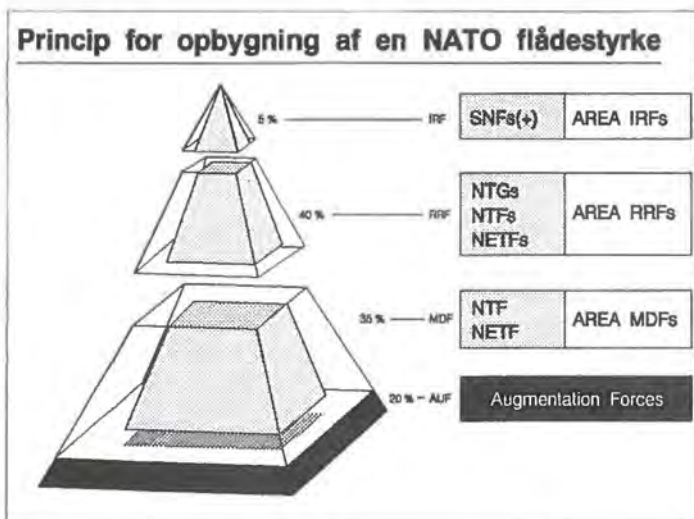 Princip for opbygning af en NATO flådestyrke
5 % IRF SNFs(+) AREA IRFs
40 % RRF NTGs
NTFs AREA RRFs
NETFs
35 % MDF NTF AREA MDFs
NETF
20 % – AUF Augmentation Forces